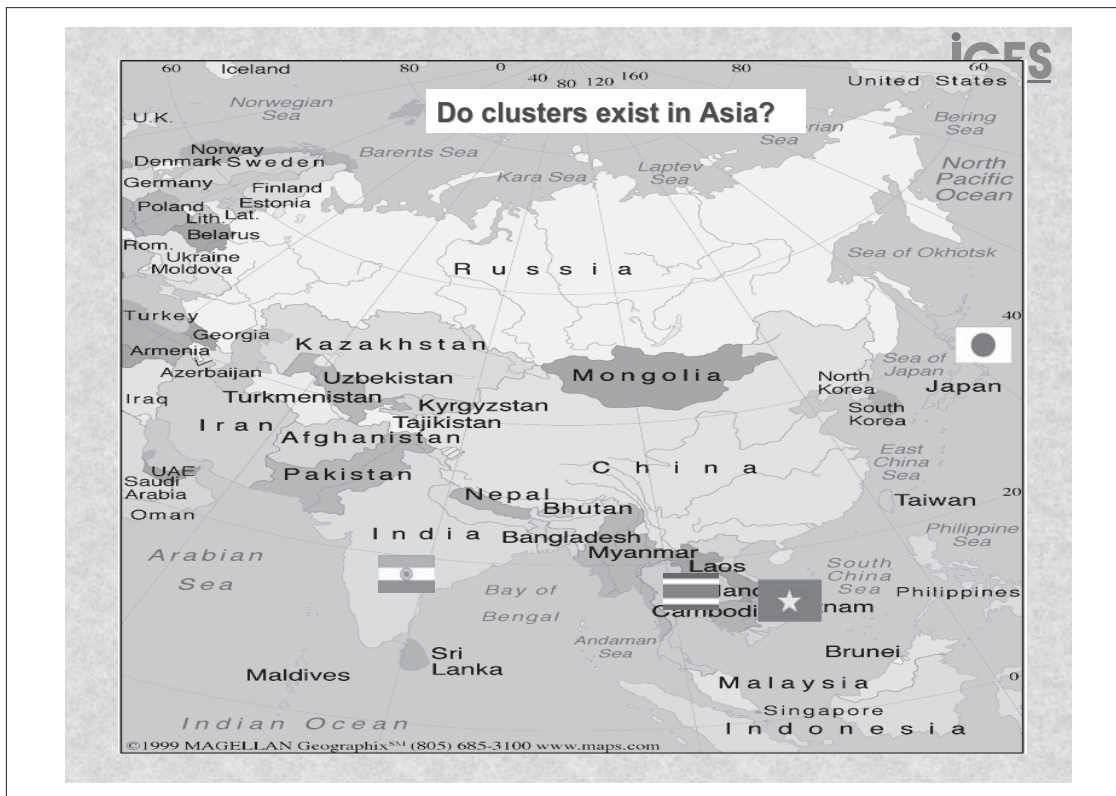 iGES
60
Iceland
80
0
40
80
120
160
80
60
United States
Do clusters exist in Asia?
Norwegian
Sea
U.K.
Barents Sea
Kara Sea
Laptev
Sea
Sea
Bering
Sea
Norway
Denmark
Sweden
Germany
Finland
Estonia
Poland
Lith.
Lat.
Belarus
Rom.
Ukraine
Moldova
North
Pacific
Ocean
Russia
Sea of Okhotsk
Turkey
Georgia
Armenia
Azerbaijan
Kazakhstan
Uzbekistan
Turkmenistan
Kyrgyzstan
Tajikistan
Mongolia
40
Sea of
Japan
Japan
North
Korea
South
Korea
Iraq
Iran
Afghanistan
Pakistan
UAE
Saudi
Arabia
Oman
China
East
China
Sea
Taiwan
20
Nepal
Bhutan
India
Bangladesh
Myanmar
Laos
Philippine
Sea
Arabian
Sea
Bay of
Bengal
South
China
Sea
Philippines
Andaman
Sea
Sri
Lanka
Maldives
Brunei
Malaysia
0
Singapore
Indonesia
Indian Ocean
©1999 MAGELLAN Geographix℠ (805) 685-3100 www.maps.com